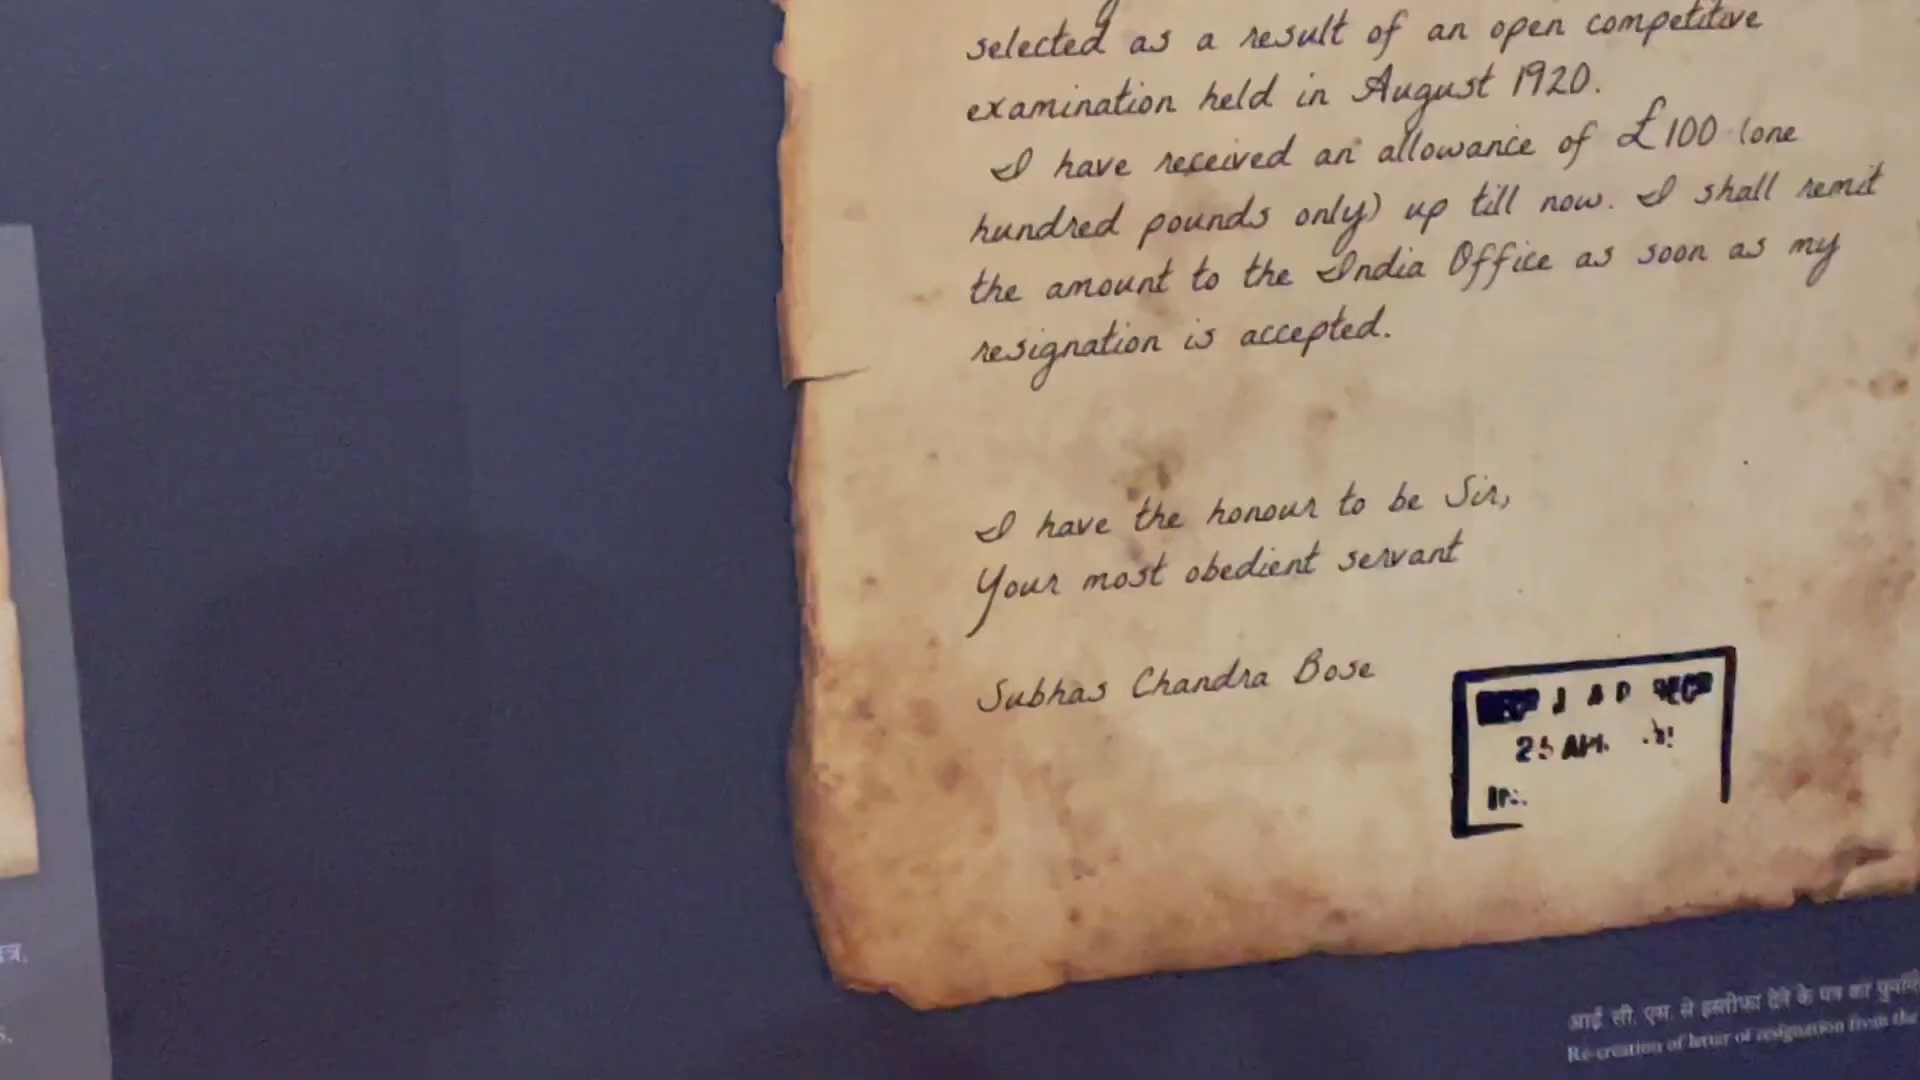 selected as a result of an open competitive
examination held in August 1920.
I have received an allowance of £100 (one
hundred pounds only) up till now. I shall remit
the amount to the India Office as soon as my
resignation is accepted.
I have the honour to be Sir,
Your most obedient servant
Subhas Chandra Bose
आई. सी. एस. से इस्तीफा देने के पत्र का
Re-creation of letter of resignation from the